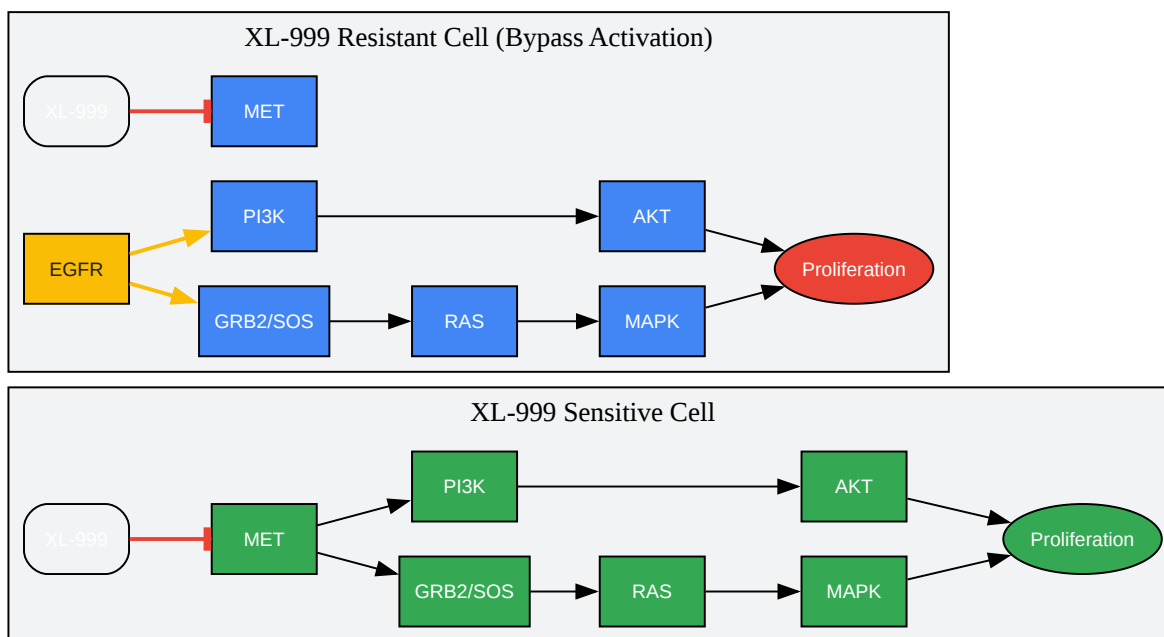 XL-999 Resistant Cell (Bypass Activation)
XL-999
MET
PI3K
AKT
EGFR
Proliferation
GRB2/SOS
RAS
MAPK
XL-999 Sensitive Cell
PI3K
AKT
XL-999
MET
Proliferation
GRB2/SOS
RAS
MAPK